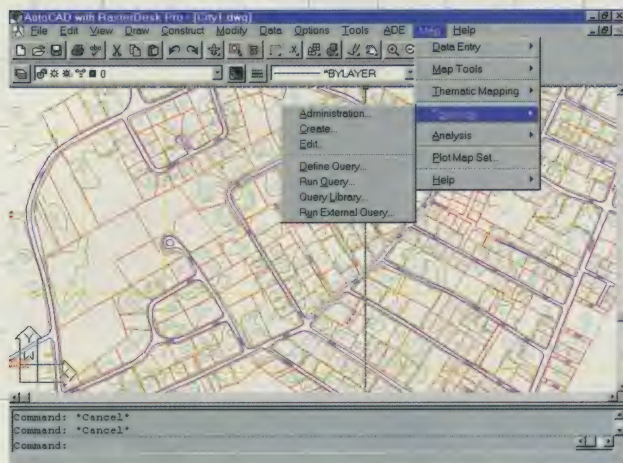 AutoCAD with RasterDesk Pro - [City1.dwg]
File Edit View Draw Construct Modify Data Options Tools ADE Map Help
0
*BYLAYER
Data Entry
Map Tools
Thematic Mapping
Analysis
Plot Map Set...
Help
Administration...
Create...
Edit...
Define Query...
Run Query...
Query Library...
Run External Query...
Y
W
Command: *Cancel*
Command: *Cancel*
Command: